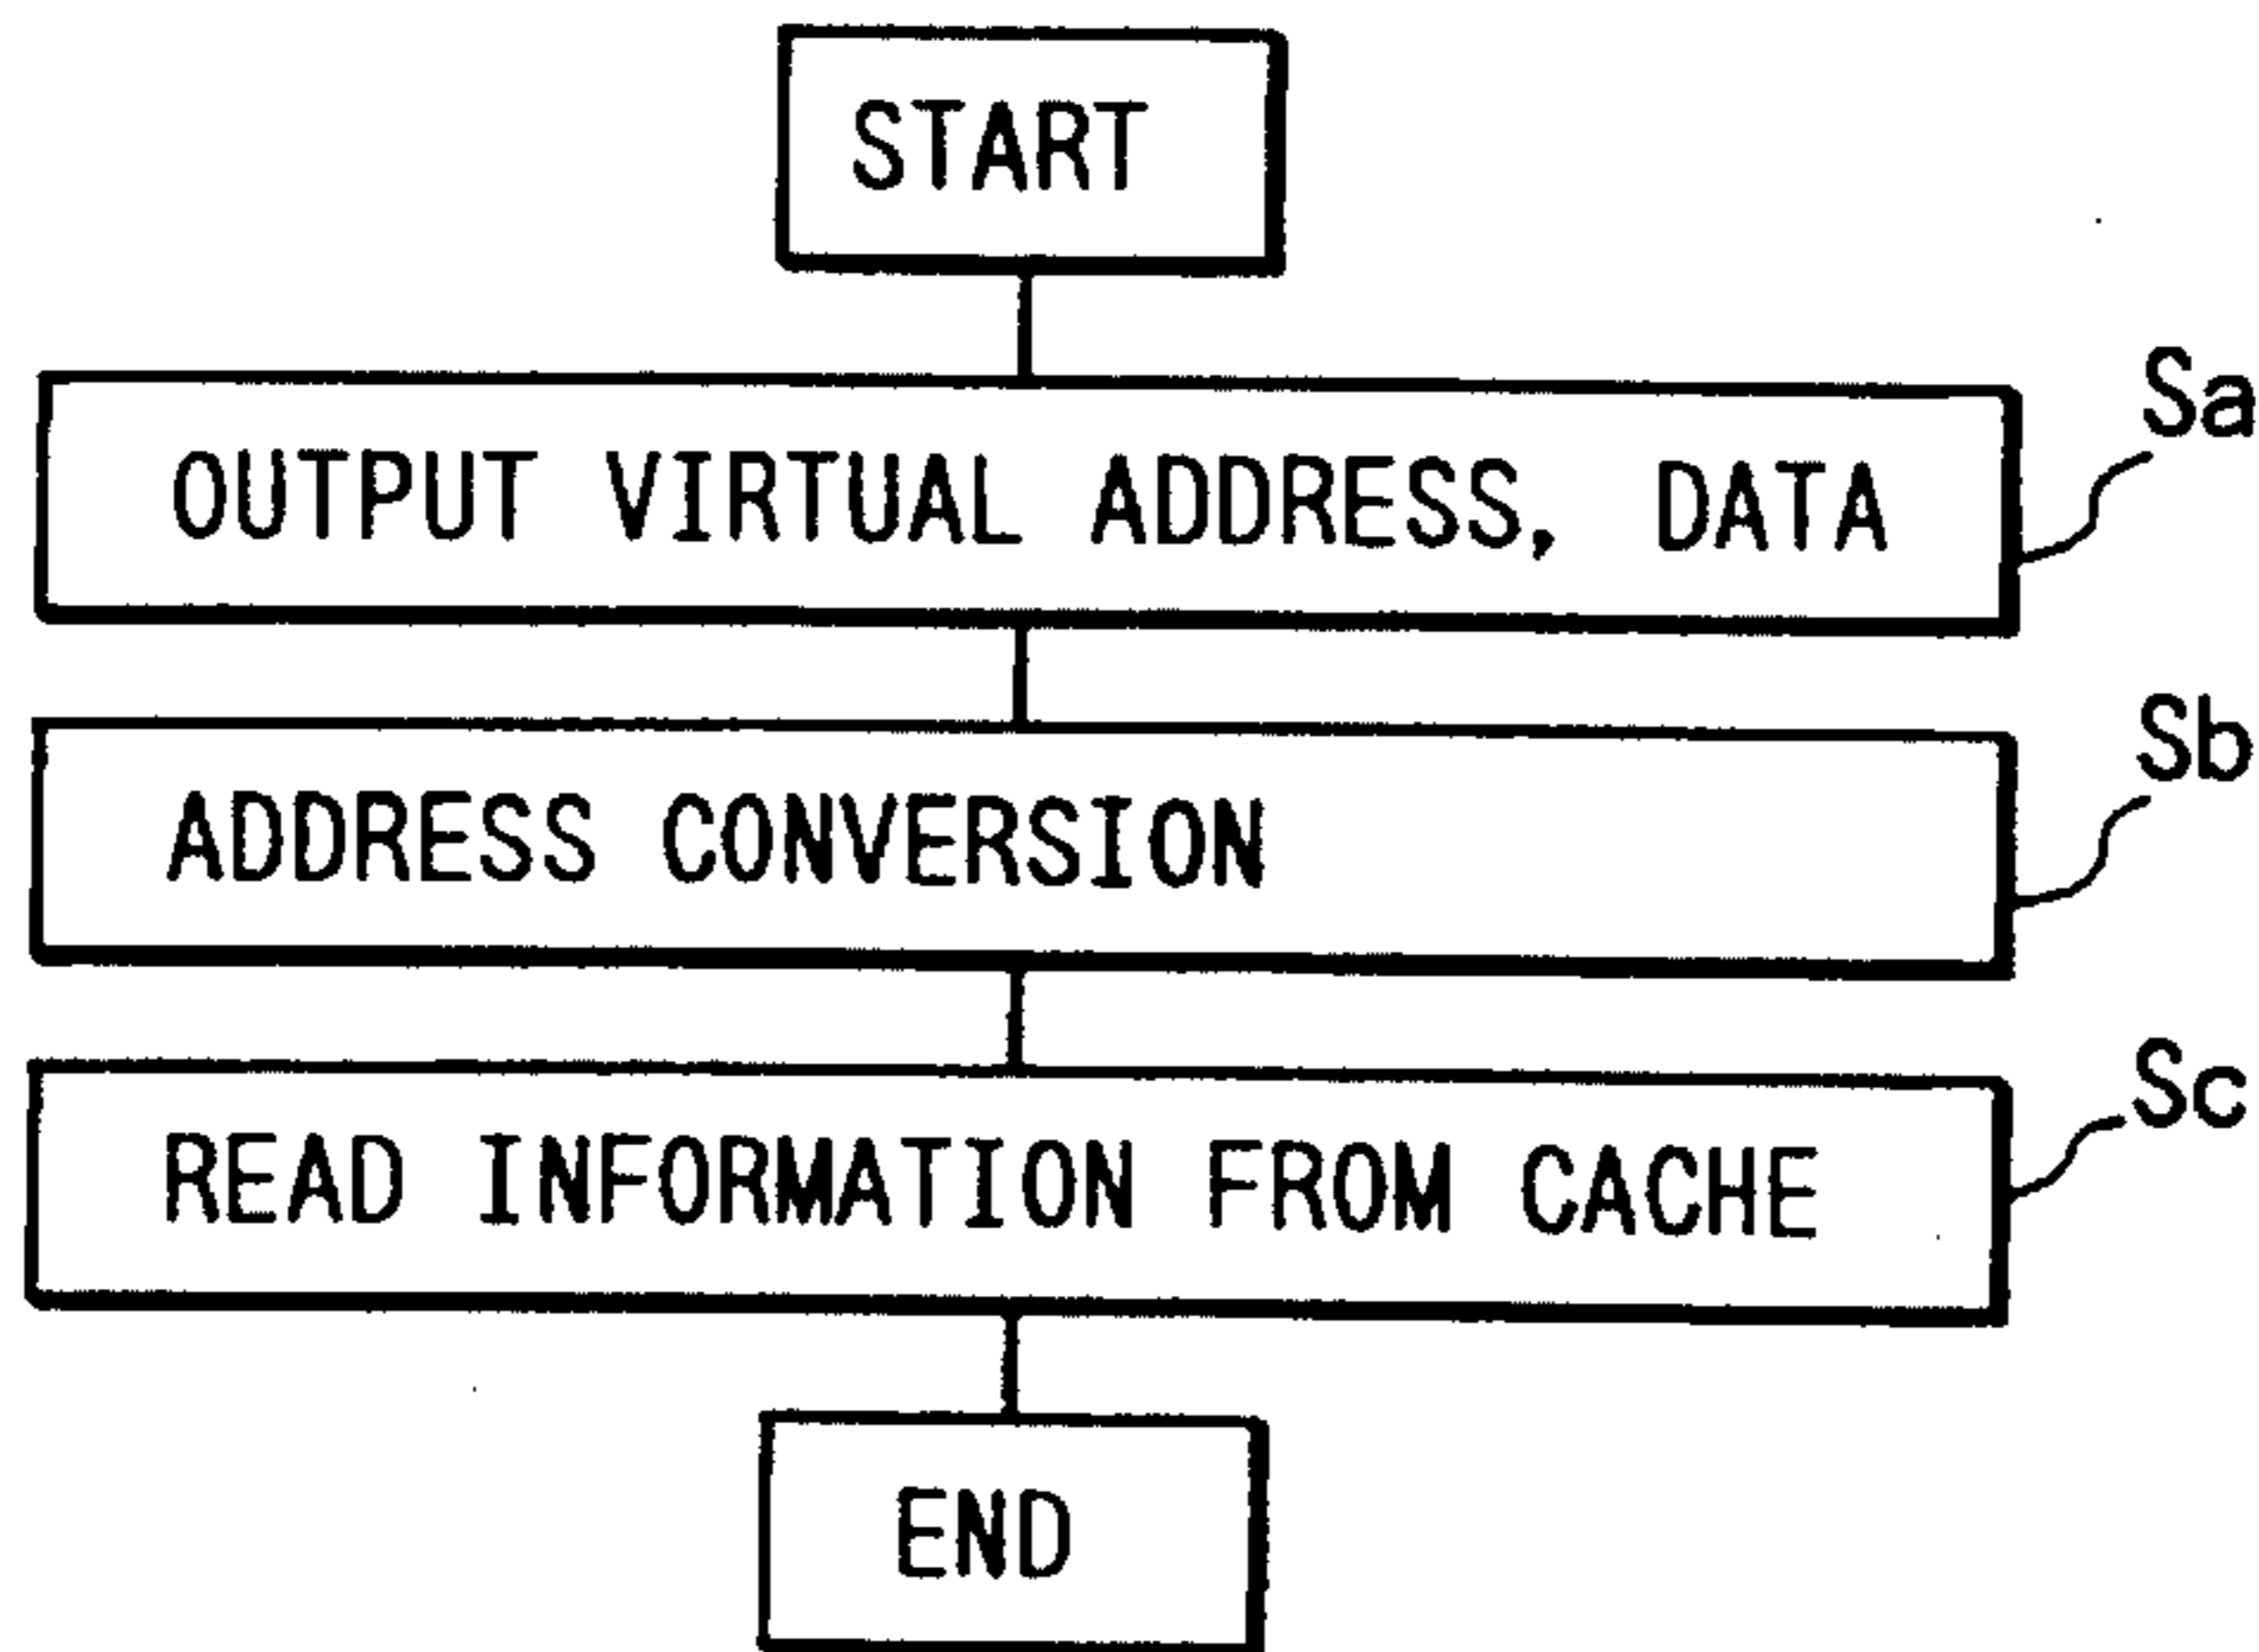 START
Sa
OUTPUT VIRTUAL ADDRESS, DATA
Sb
ADDRESS CONVERSION
Sc
READ INFORMATION FROM CACHE
END